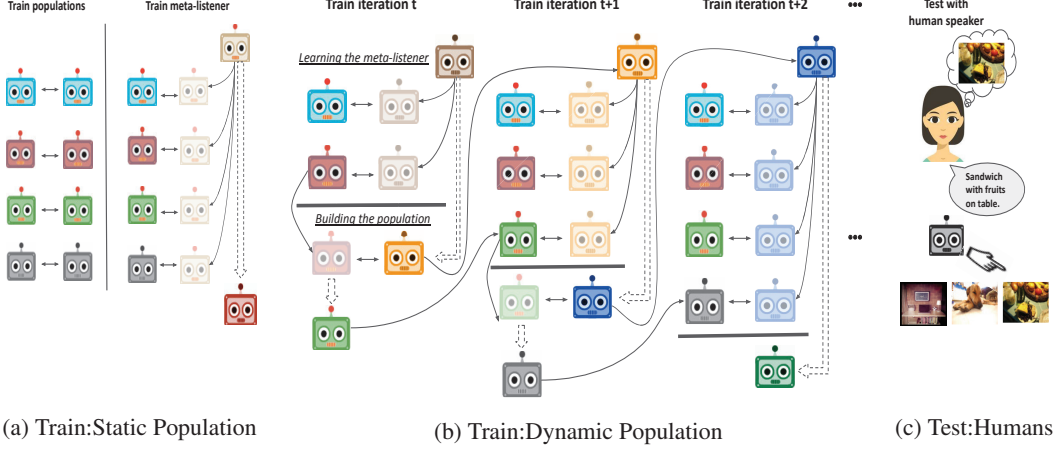 Train populations
Train meta-listener
Train iteration t
Train iteration t+1
Train iteration t+2
•••
Test with
human speaker
Learning the meta-listener
Building the population
•••
Sandwich
with fruits
on table.
(a) Train:Static Population
(b) Train:Dynamic Population
(c) Test:Humans